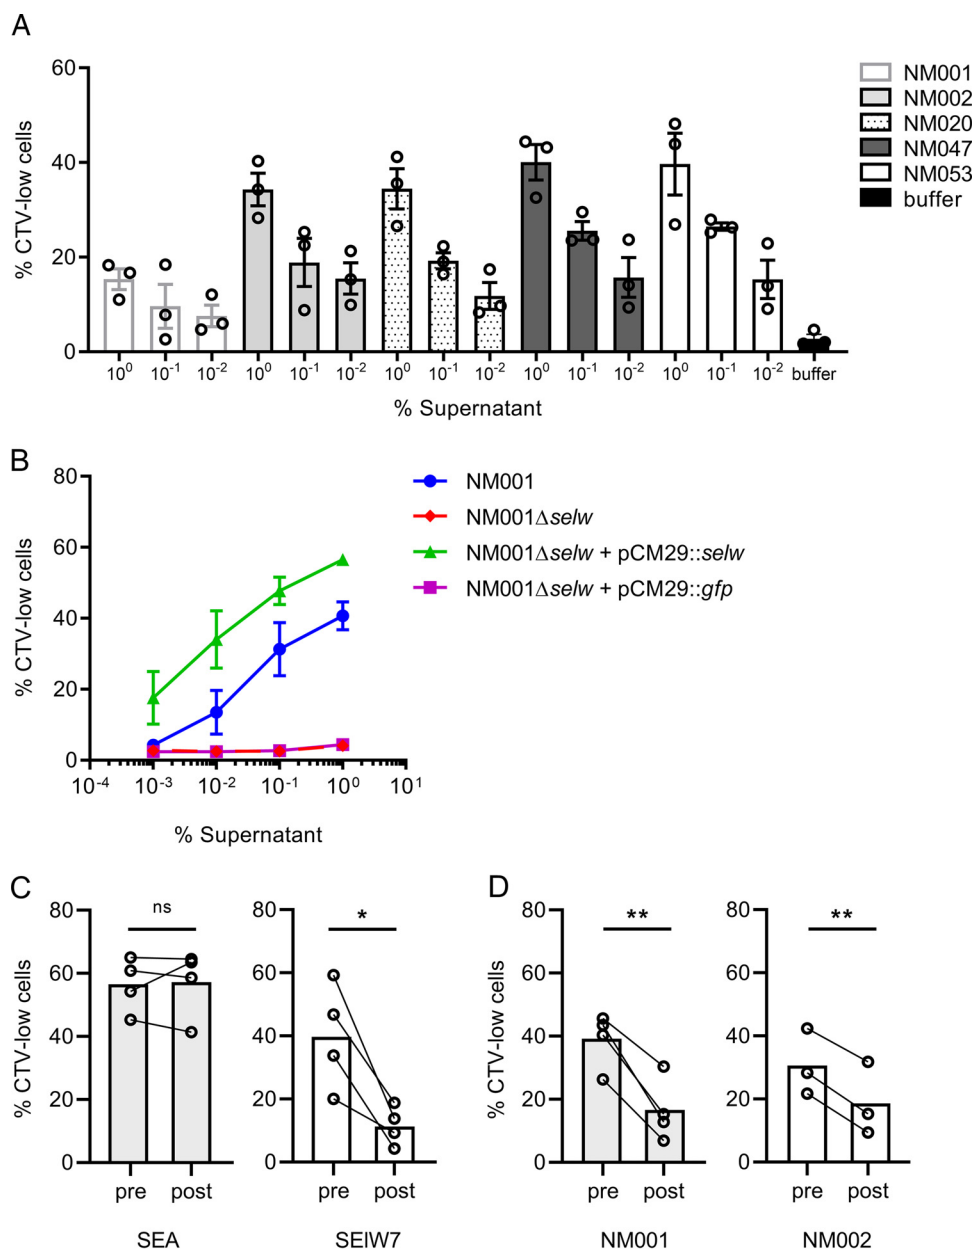 A
60
40
20
0
% CTV-low cells
10⁰ 10⁻¹ 10⁻² 10⁰ 10⁻¹ 10⁻² 10⁰ 10⁻¹ 10⁻² 10⁰ 10⁻¹ 10⁻² 10⁰ 10⁻¹ 10⁻² buffer
% Supernatant
NM001
NM002
NM020
NM047
NM053
buffer
B
80
60
40
20
0
% CTV-low cells
10⁻⁴ 10⁻³ 10⁻² 10⁻¹ 10⁰ 10¹
% Supernatant
NM001
NM001Δselw
NM001Δselw + pCM29::selw
NM001Δselw + pCM29::gfp
C
80
60
40
20
0
% CTV-low cells
ns
pre post
SEA
80
60
40
20
0
*
pre post
SElW7
D
80
60
40
20
0
% CTV-low cells
**
pre post
NM001
80
60
40
20
0
**
pre post
NM002